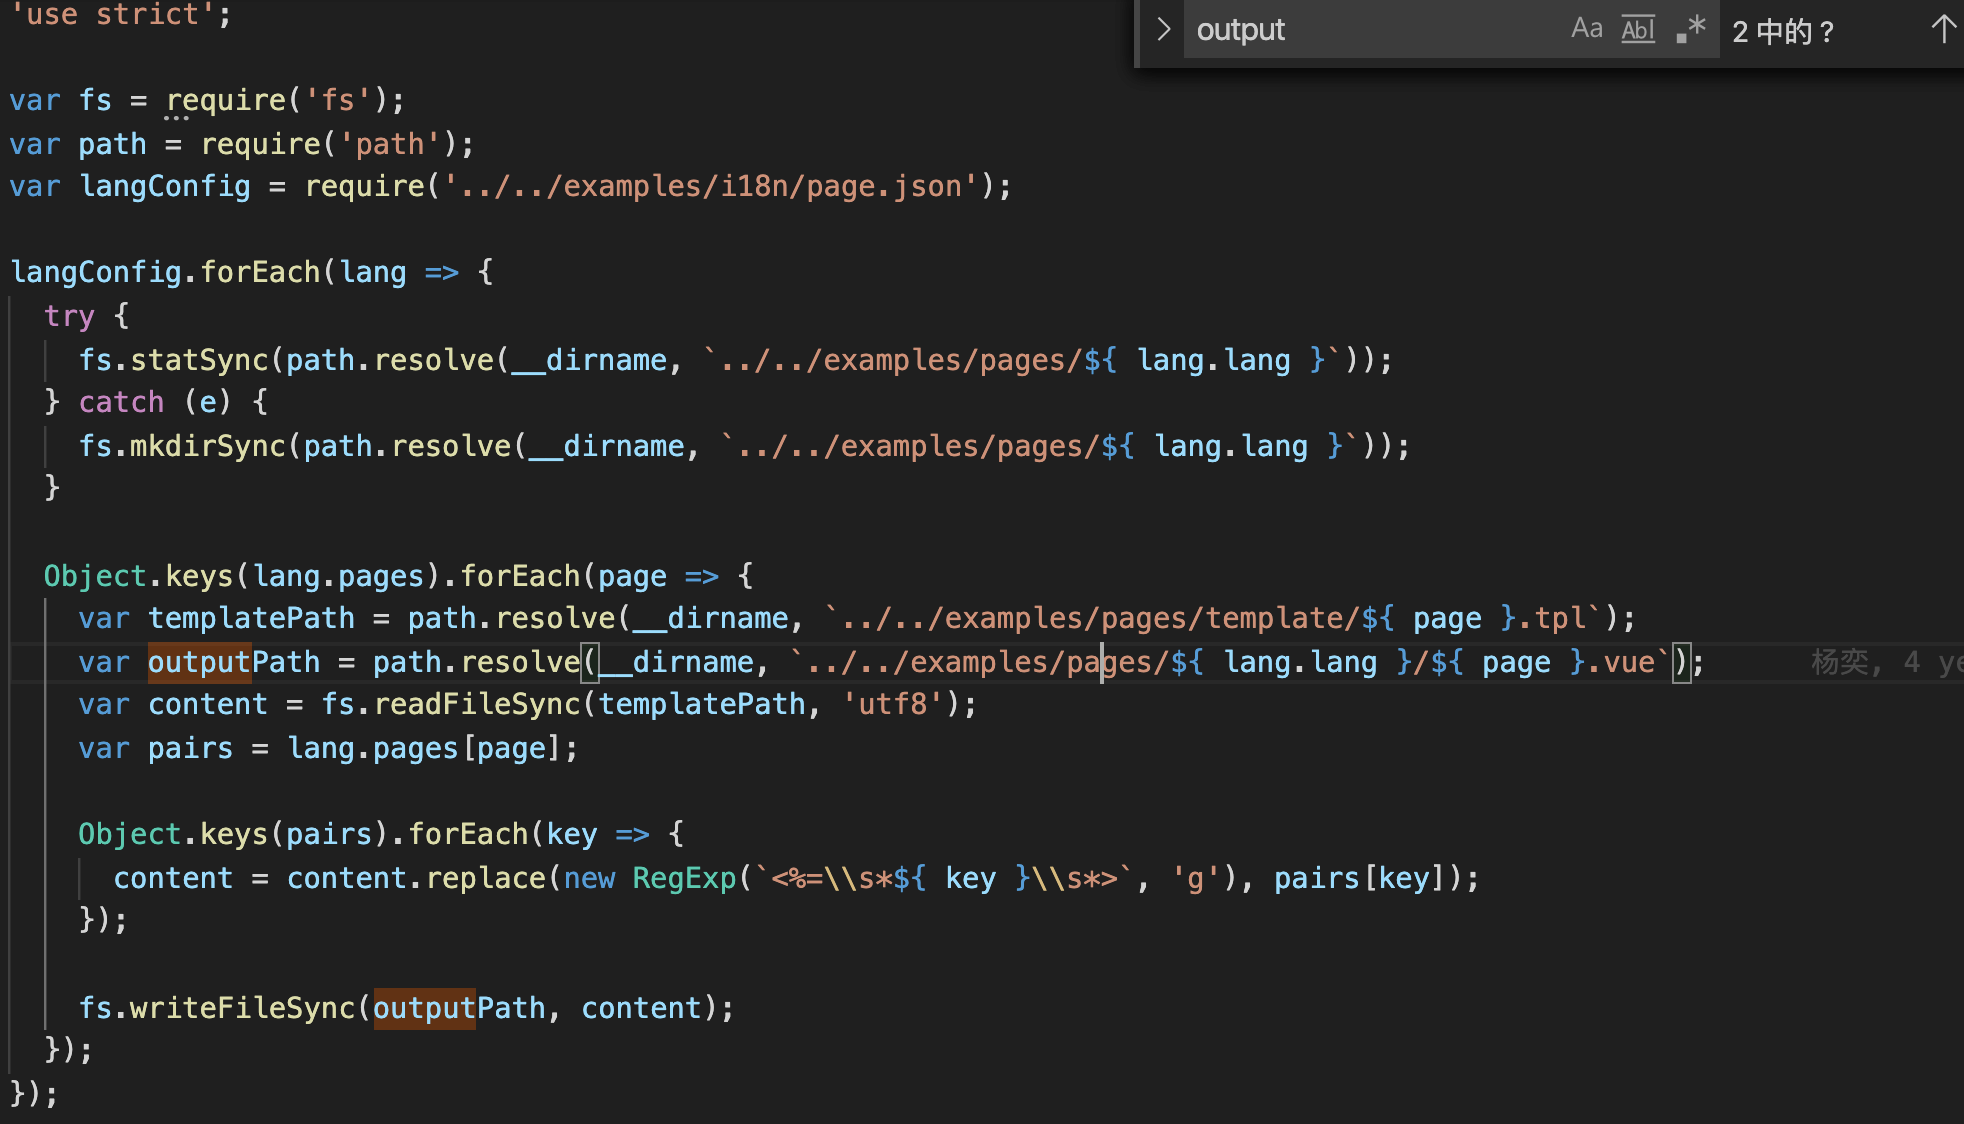 'use strict';
output Aa Abl .* 2 中的 ?
var fs = require('fs');
var path = require('path');
var langConfig = require('../../examples/i18n/page.json');
langConfig.forEach(lang => {
  try {
    fs.statSync(path.resolve(__dirname, `../../examples/pages/${ lang.lang }`));
  } catch (e) {
    fs.mkdirSync(path.resolve(__dirname, `../../examples/pages/${ lang.lang }`));
  }
  Object.keys(lang.pages).forEach(page => {
    var templatePath = path.resolve(__dirname, `../../examples/pages/template/${ page }.tpl`);
    var outputPath = path.resolve(__dirname, `../../examples/pages/${ lang.lang }/${ page }.vue`); 杨奕, 4 ye
    var content = fs.readFileSync(templatePath, 'utf8');
    var pairs = lang.pages[page];
    Object.keys(pairs).forEach(key => {
      content = content.replace(new RegExp(`<%=\\s*${ key }\\s*>`, 'g'), pairs[key]);
    });
    fs.writeFileSync(outputPath, content);
  });
});